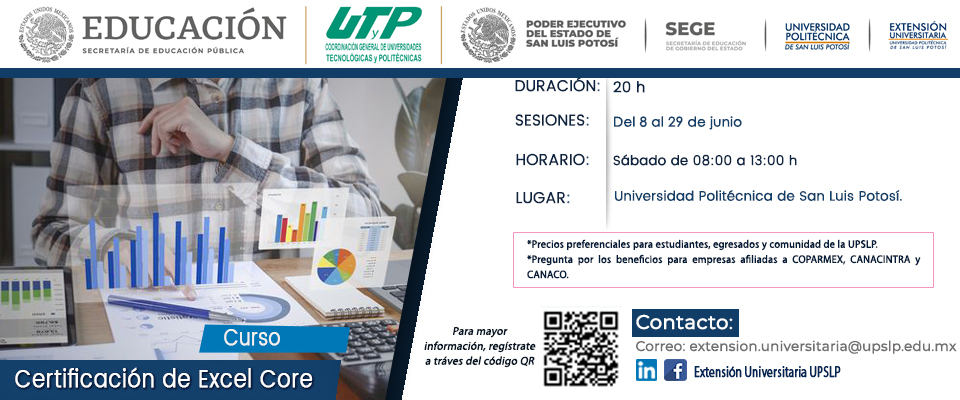 EDUCACIÓN
SECRETARÍA DE EDUCACIÓN PÚBLICA
UTyP
COORDINACIÓN GENERAL DE UNIVERSIDADES
TECNOLÓGICAS y POLITÉCNICAS
ESTADOS UNIDOS MEXICANOS
PODER EJECUTIVO
DEL ESTADO DE
SAN LUIS POTOSÍ
SEGE
SECRETARÍA DE EDUCACIÓN
DE GOBIERNO DEL ESTADO
UNIVERSIDAD
POLITÉCNICA
DE SAN LUIS POTOSÍ
EXTENSIÓN
UNIVERSITARIA
UNIVERSIDAD POLITÉCNICA
DE SAN LUIS POTOSÍ
DURACIÓN: 20 h
SESIONES: Del 8 al 29 de junio
HORARIO: Sábado de 08:00 a 13:00 h
LUGAR: Universidad Politécnica de San Luis Potosí.
*Precios preferenciales para estudiantes, egresados y comunidad de la UPSLP.
*Pregunta por los beneficios para empresas afiliadas a COPARMEX, CANACINTRA y
CANACO.
Curso
Certificación de Excel Core
Para mayor
información, regístrate
a tráves del código QR
Contacto:
Correo: extension.universitaria@upslp.edu.mx
in f Extensión Universitaria UPSLP